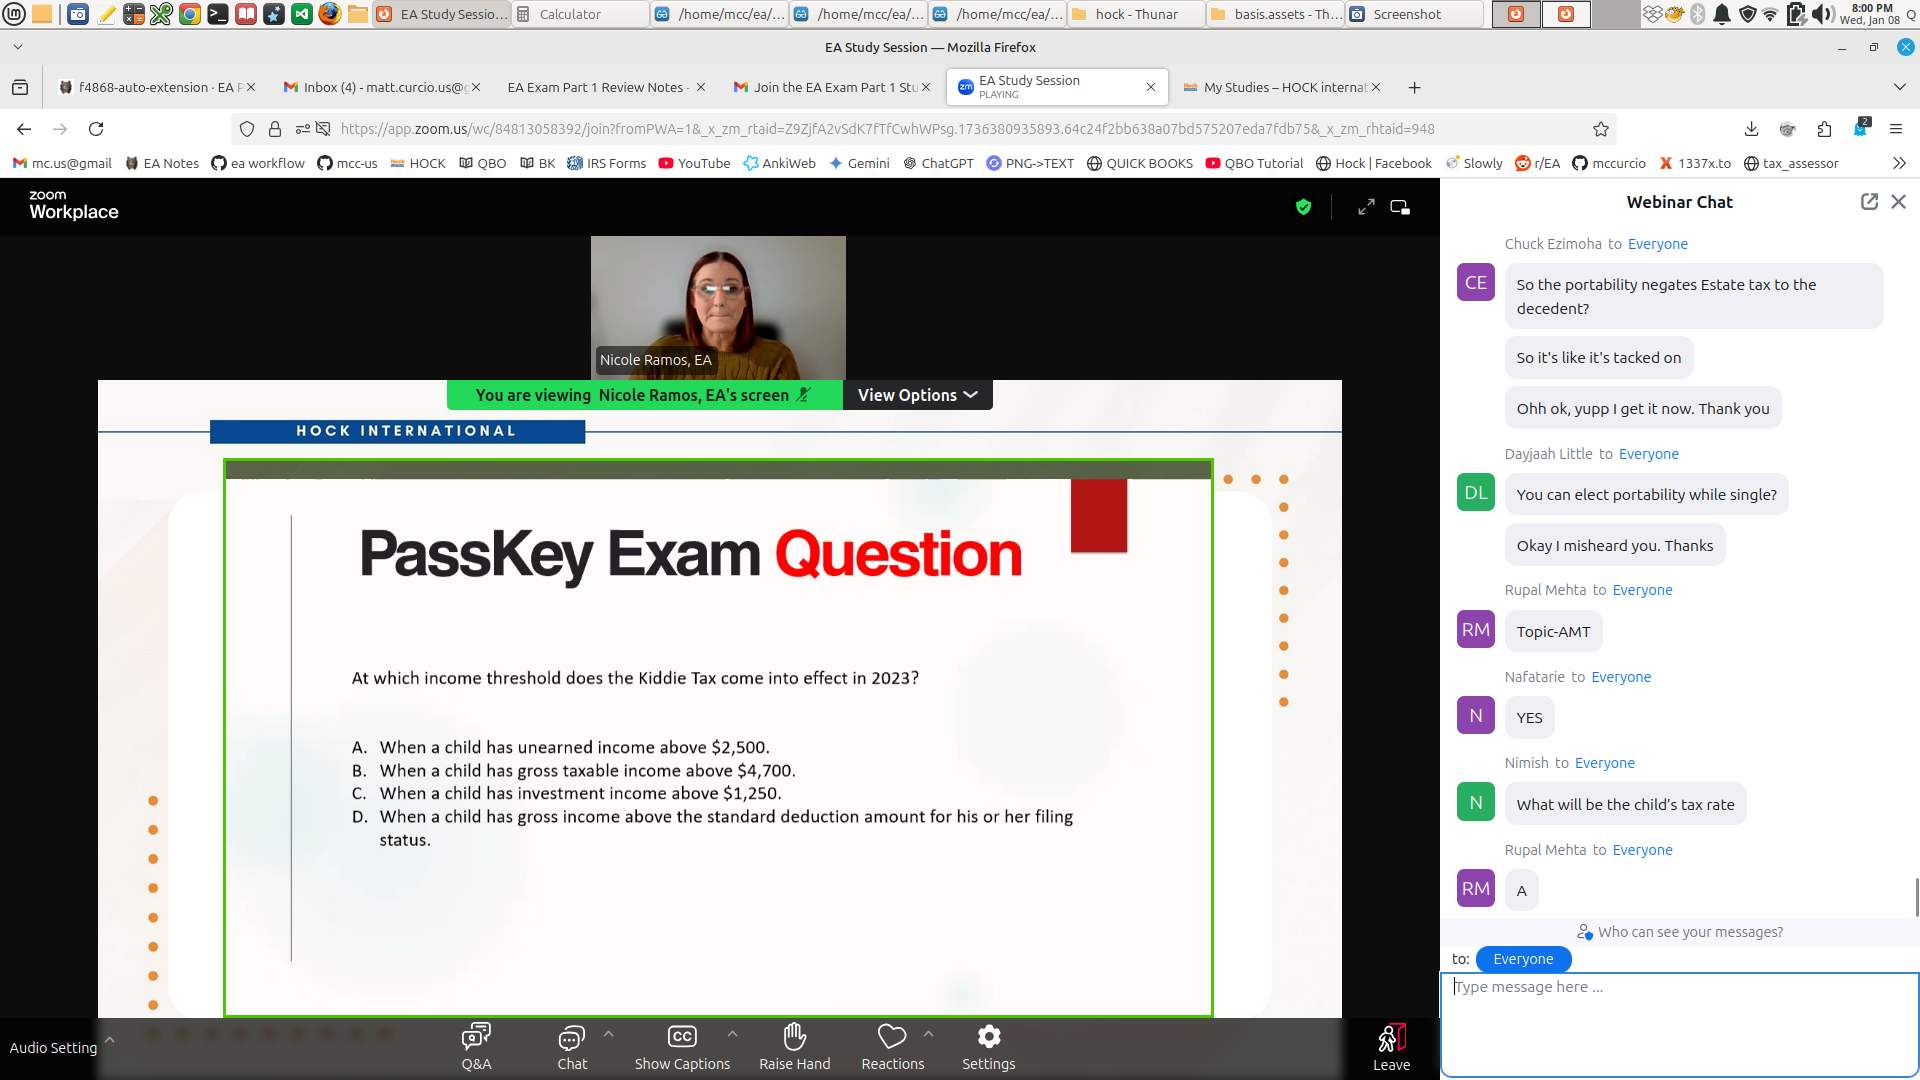 EA Study Sessio...
Calculator
/home/mcc/ea/...
/home/mcc/ea/...
/home/mcc/ea/...
hock - Thunar
basis.assets - Th...
Screenshot
8:00 PM
Wed, Jan 08
EA Study Session — Mozilla Firefox
f4868-auto-extension · EA P
Inbox (4) - matt.curcio.us@g
EA Exam Part 1 Review Notes -
Join the EA Exam Part 1 Stu
EA Study Session
PLAYING
My Studies – HOCK internat
https://app.zoom.us/wc/84813058392/join?fromPWA=1&_x_zm_rtaid=Z9ZjfA2vSdK7fTfCwhWPsg.1736380935893.64c24f2bb638a07bd575207eda7fdb75&_x_zm_rhtaid=948
2
mc.us@gmail
EA Notes
ea workflow
mcc-us
HOCK
QBO
BK
IRS Forms
YouTube
AnkiWeb
Gemini
ChatGPT
PNG->TEXT
QUICK BOOKS
QBO Tutorial
Hock | Facebook
Slowly
r/EA
mccurcio
1337x.to
tax_assessor
zoom
Workplace
Nicole Ramos, EA
You are viewing Nicole Ramos, EA's screen
View Options
HOCK INTERNATIONAL
PassKey Exam Question
At which income threshold does the Kiddie Tax come into effect in 2023?
A. When a child has unearned income above $2,500.
B. When a child has gross taxable income above $4,700.
C. When a child has investment income above $1,250.
D. When a child has gross income above the standard deduction amount for his or her filing
status.
Audio Setting
Q&A
Chat
CC
Show Captions
Raise Hand
Reactions
Settings
Leave
Webinar Chat
Chuck Ezimoha to Everyone
CE
So the portability negates Estate tax to the
decedent?
So it's like it's tacked on
Ohh ok, yupp I get it now. Thank you
Dayjaah Little to Everyone
DL
You can elect portability while single?
Okay I misheard you. Thanks
Rupal Mehta to Everyone
RM
Topic-AMT
Nafatarie to Everyone
N
YES
Nimish to Everyone
N
What will be the child's tax rate
Rupal Mehta to Everyone
RM
A
Who can see your messages?
to: Everyone
Type message here ...